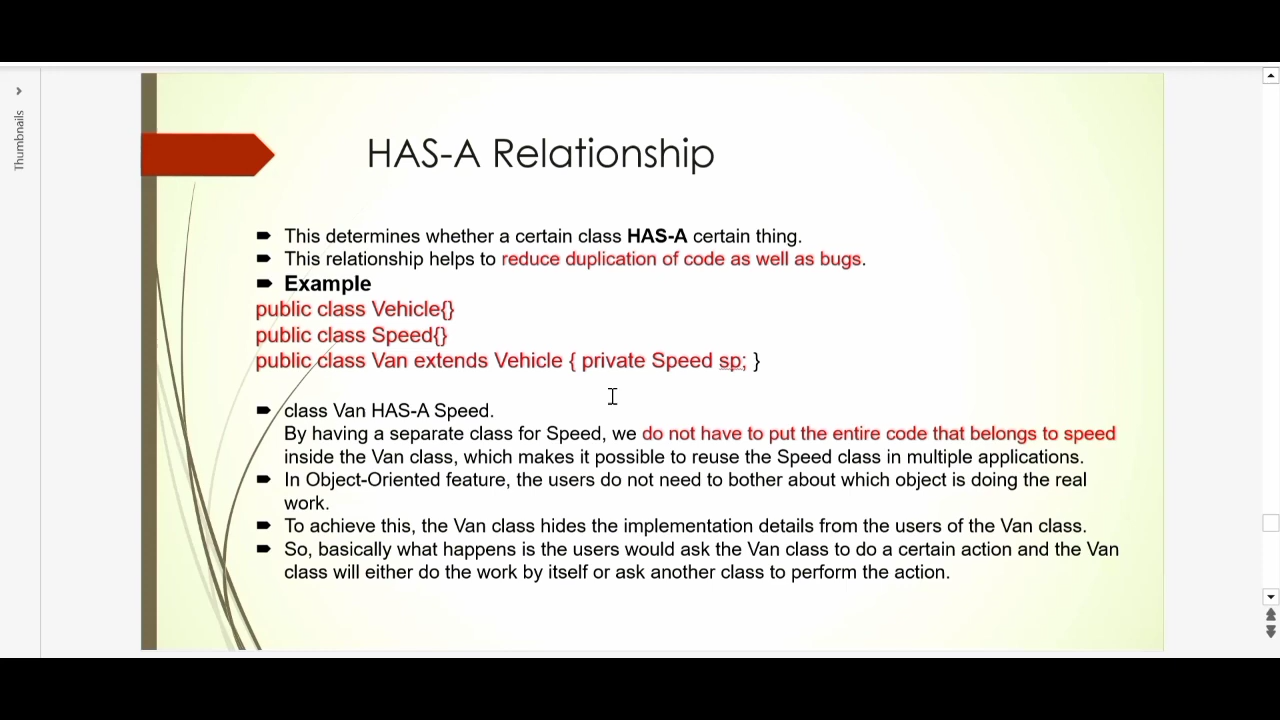 Thumbnails
HAS-A Relationship
This determines whether a certain class HAS-A certain thing.
This relationship helps to reduce duplication of code as well as bugs.
Example
public class Vehicle{}
public class Speed{}
public class Van extends Vehicle { private Speed sp; }
class Van HAS-A Speed.
By having a separate class for Speed, we do not have to put the entire code that belongs to speed
inside the Van class, which makes it possible to reuse the Speed class in multiple applications.
In Object-Oriented feature, the users do not need to bother about which object is doing the real
work.
To achieve this, the Van class hides the implementation details from the users of the Van class.
So, basically what happens is the users would ask the Van class to do a certain action and the Van
class will either do the work by itself or ask another class to perform the action.